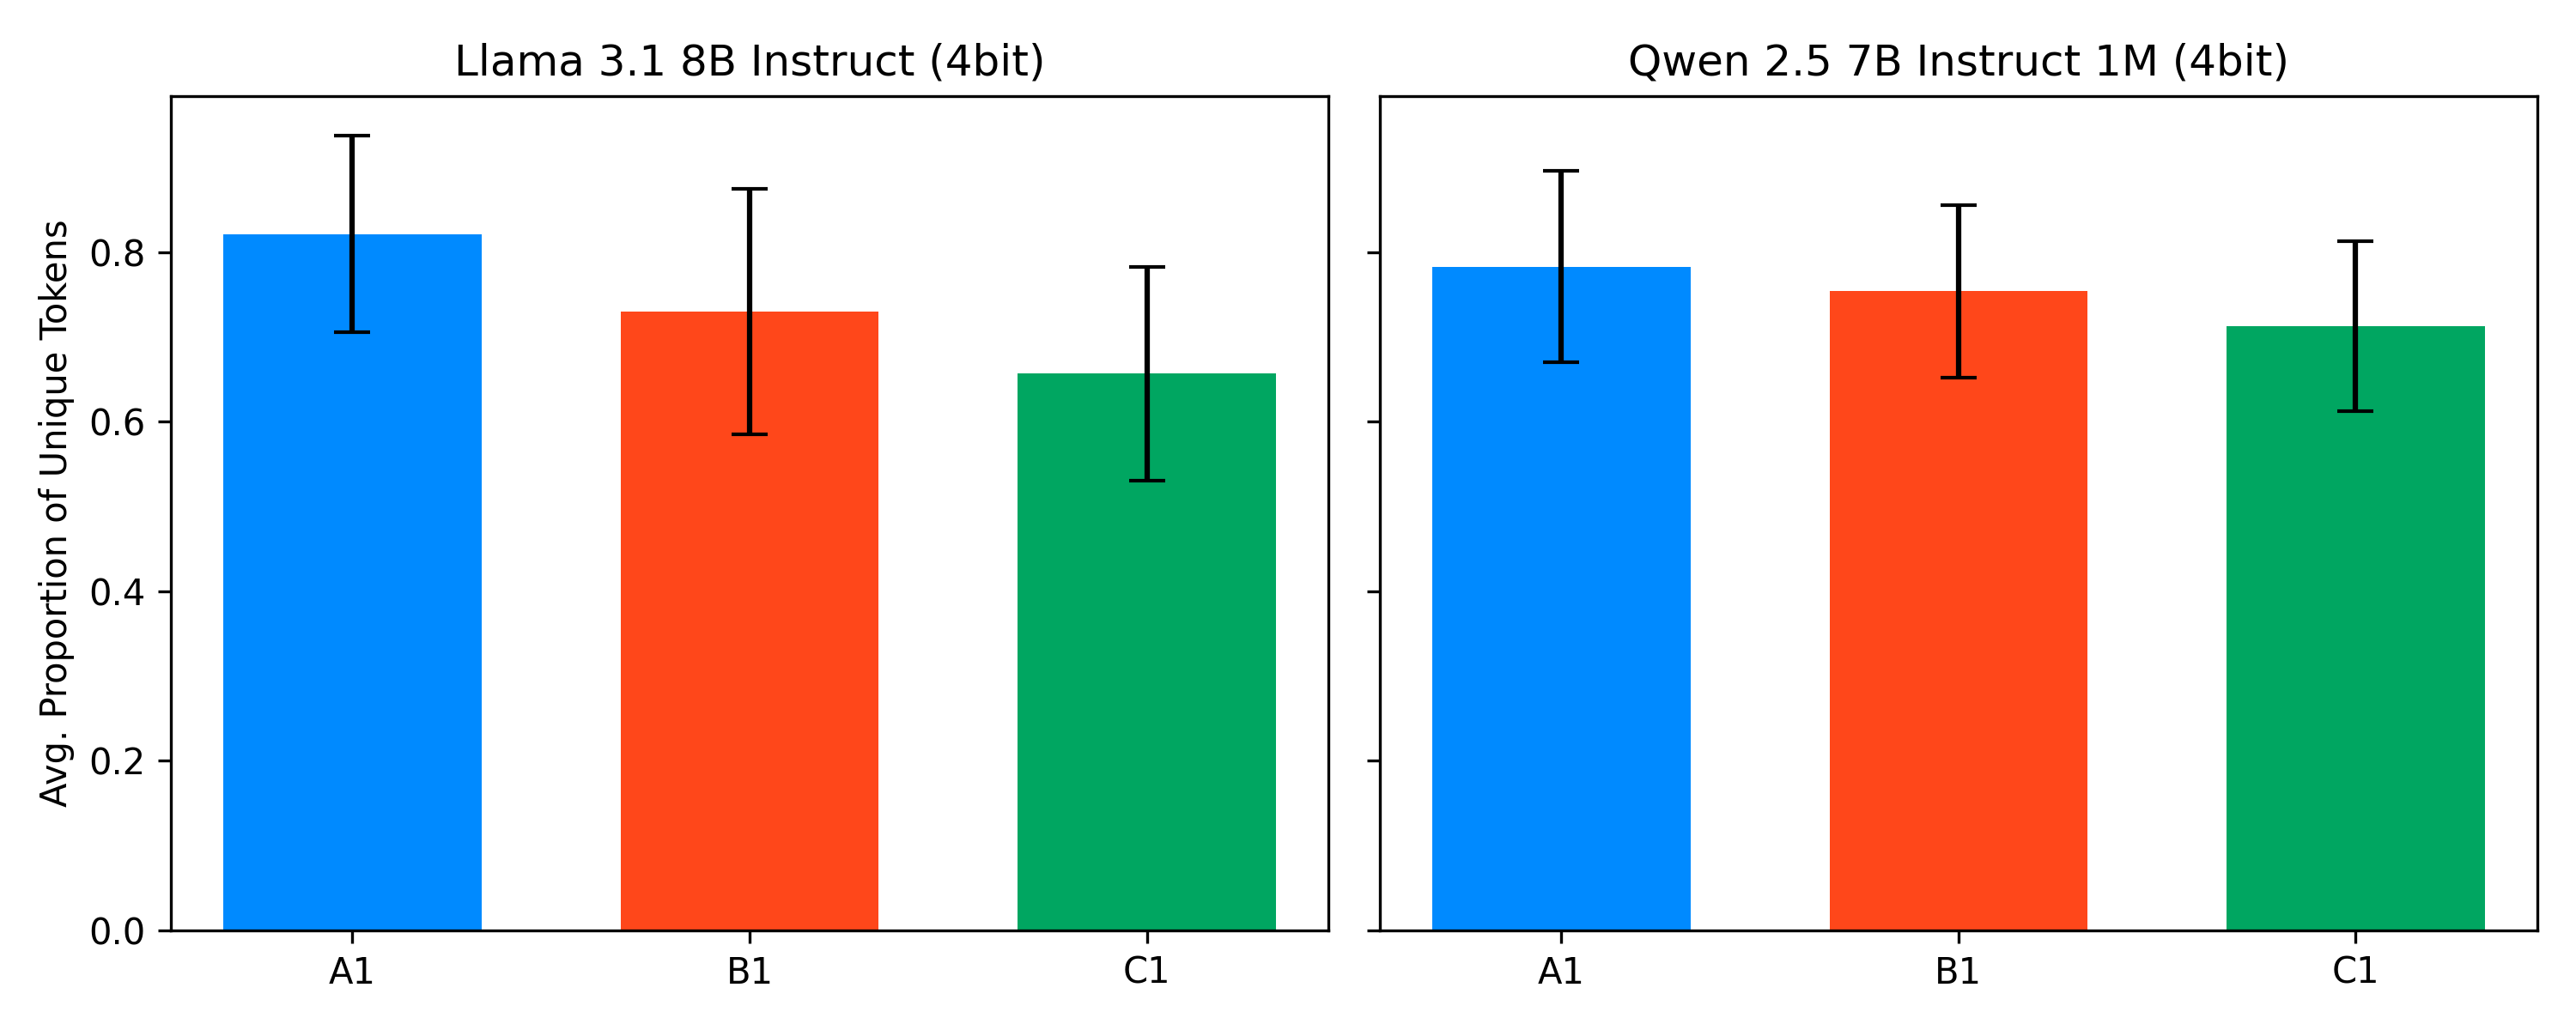 Llama 3.1 8B Instruct (4bit)
Qwen 2.5 7B Instruct 1M (4bit)
Avg. Proportion of Unique Tokens
0.8
0.6
0.4
0.2
0.0
A1 B1 C1
A1 B1 C1